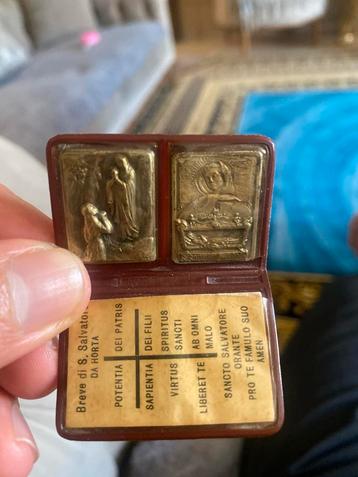 Breve di S. Salvator
DA HORTA
POTENTIA DEI PATRIS
SAPIENTIA DEI FILII
VIRTUS SPIRITUS
SANCTI
LIBERET TE AB OMNI
MALO
SANCTO SALVATORE
ORANTE
PRO TE FAMULO SUO
AMEN.